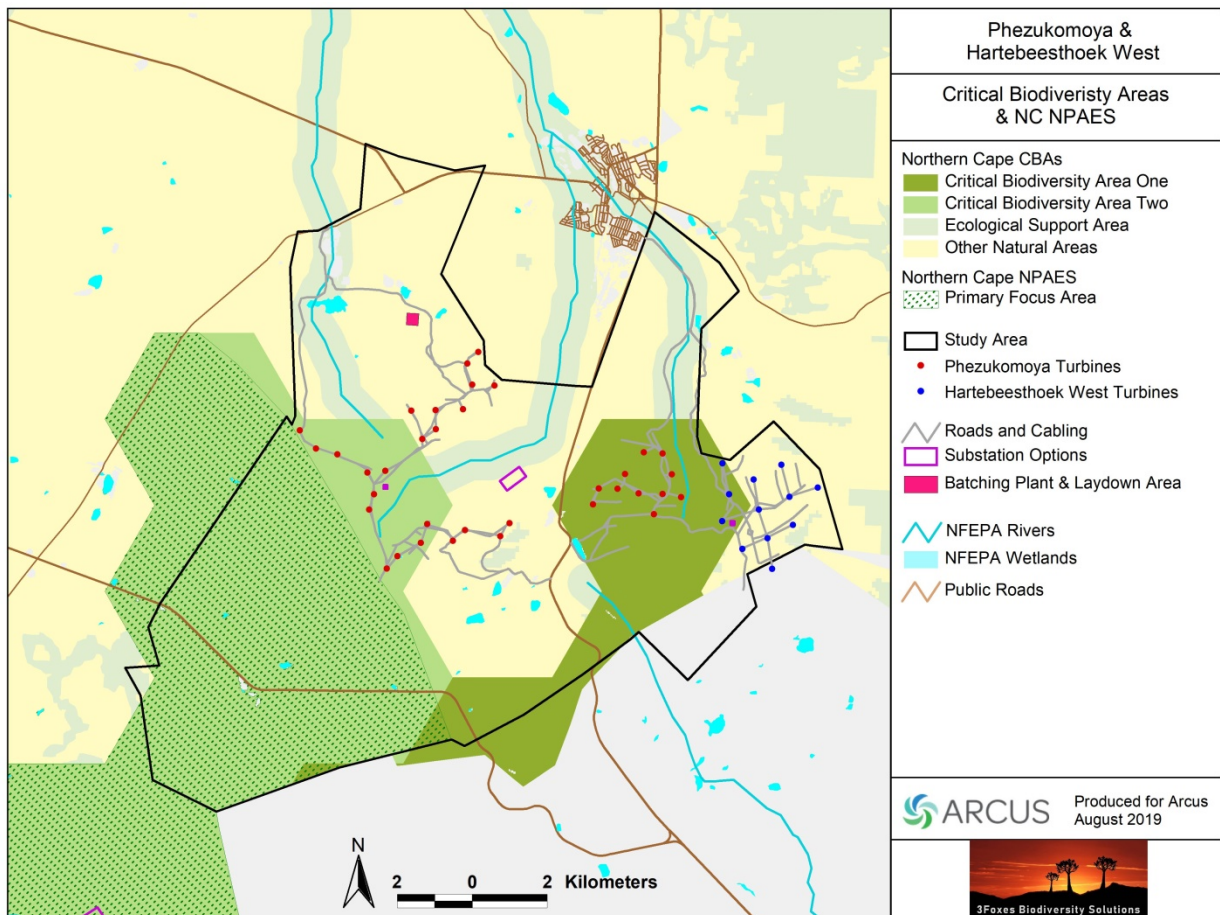 Phezukomoya &
Hartebeesthoek West
Critical Biodiveristy Areas
& NC NPAES
Northern Cape CBAs
Critical Biodiversity Area One
Critical Biodiversity Area Two
Ecological Support Area
Other Natural Areas
Northern Cape NPAES
Primary Focus Area
Study Area
Phezukomoya Turbines
Hartebeesthoek West Turbines
Roads and Cabling
Substation Options
Batching Plant & Laydown Area
NFEPA Rivers
NFEPA Wetlands
Public Roads
ARCUS
Produced for Arcus
August 2019
3Foxes Biodiversity Solutions
N
2 0 2 Kilometers